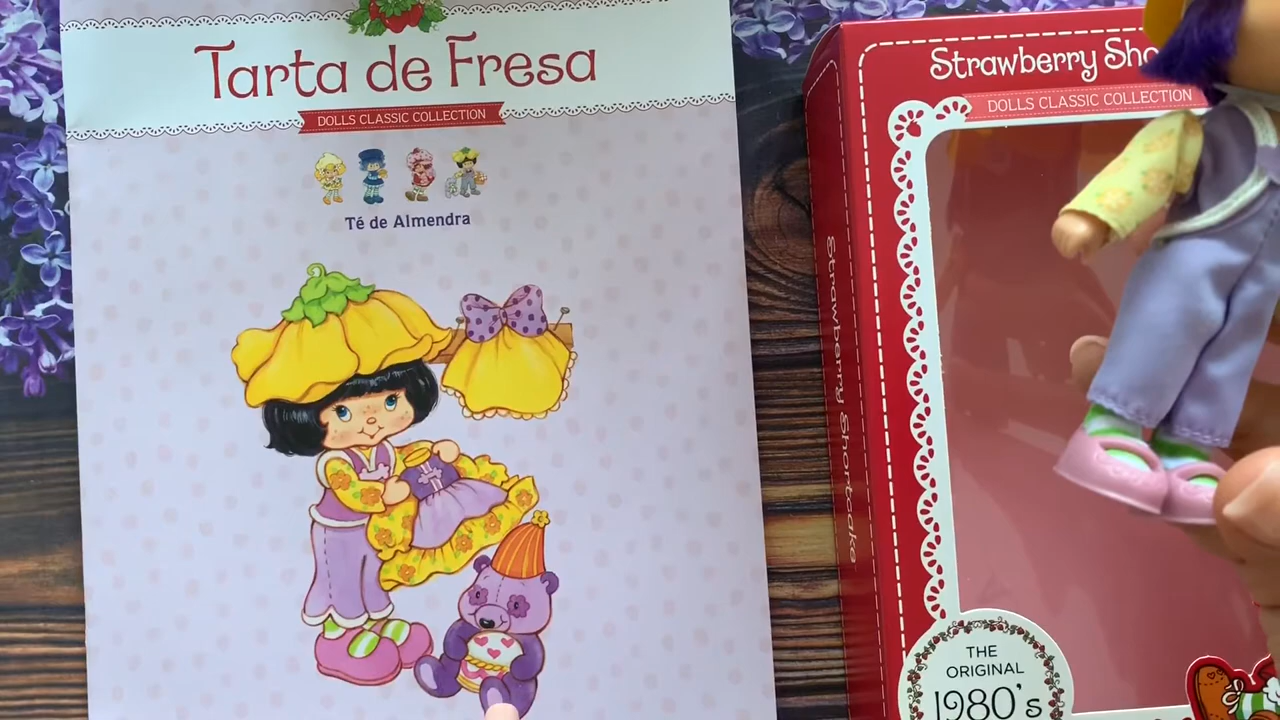 Tarta de Fresa
DOLLS CLASSIC COLLECTION
Té de Almendra
Strawberry Sho
DOLLS CLASSIC COLLECTION
Strawberry Shortcake
THE
ORIGINAL
1980's